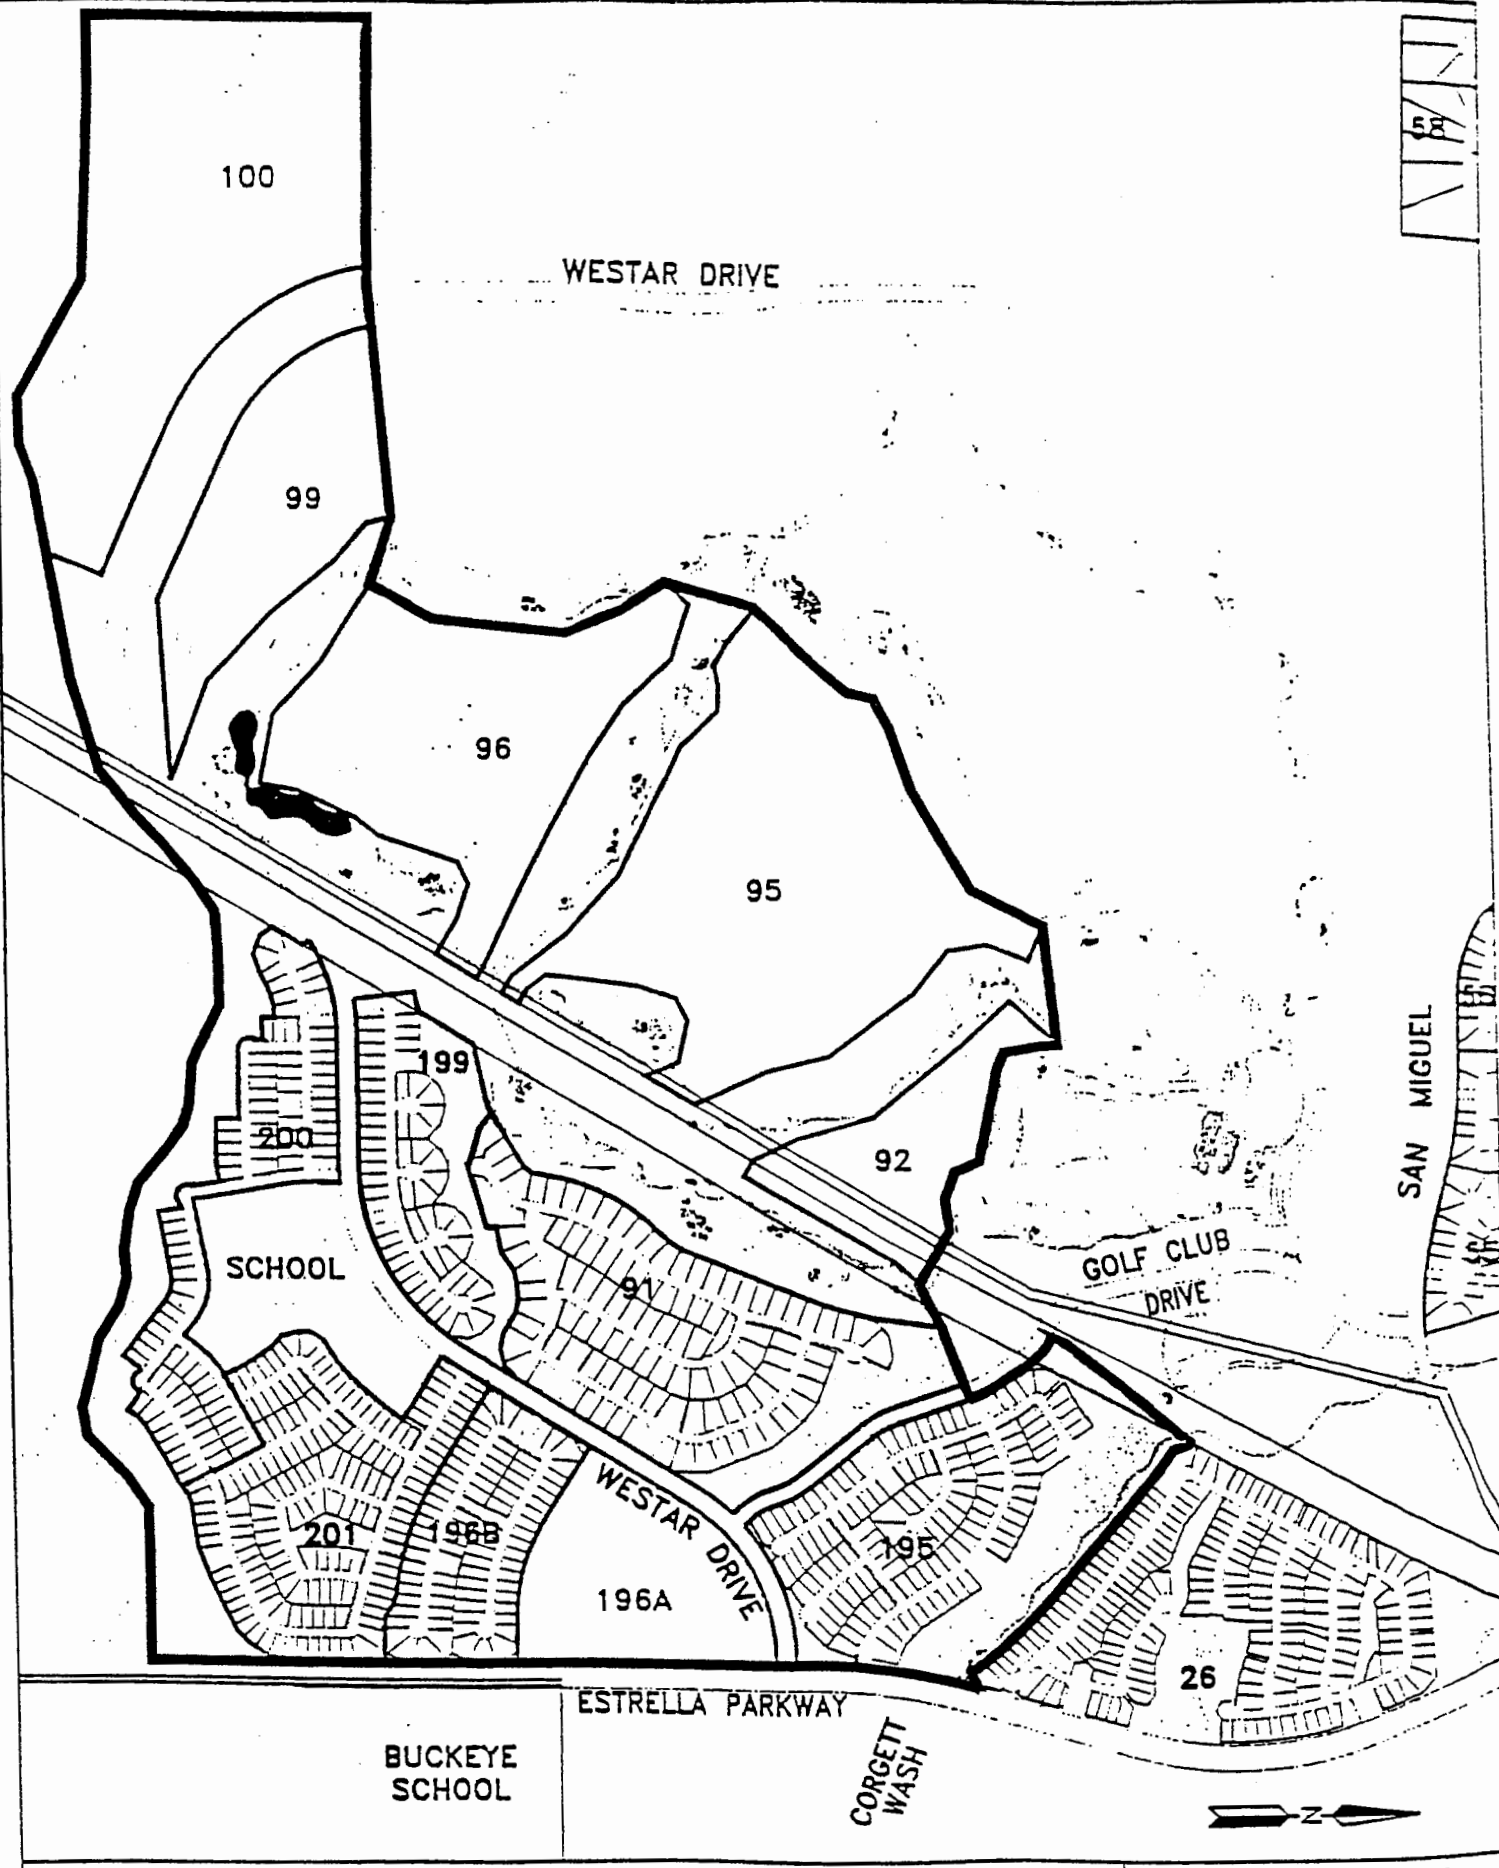 100
WESTAR DRIVE
99
96
95
199
200
92
SAN MIGUEL
SCHOOL
91
GOLF CLUB
DRIVE
201
196B
WESTAR DRIVE
195
196A
26
ESTRELLA PARKWAY
BUCKEYE
SCHOOL
CORGETT
WASH
N